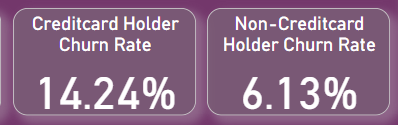 Creditcard Holder
Churn Rate
14.24%
Non-Creditcard
Holder Churn Rate
6.13%